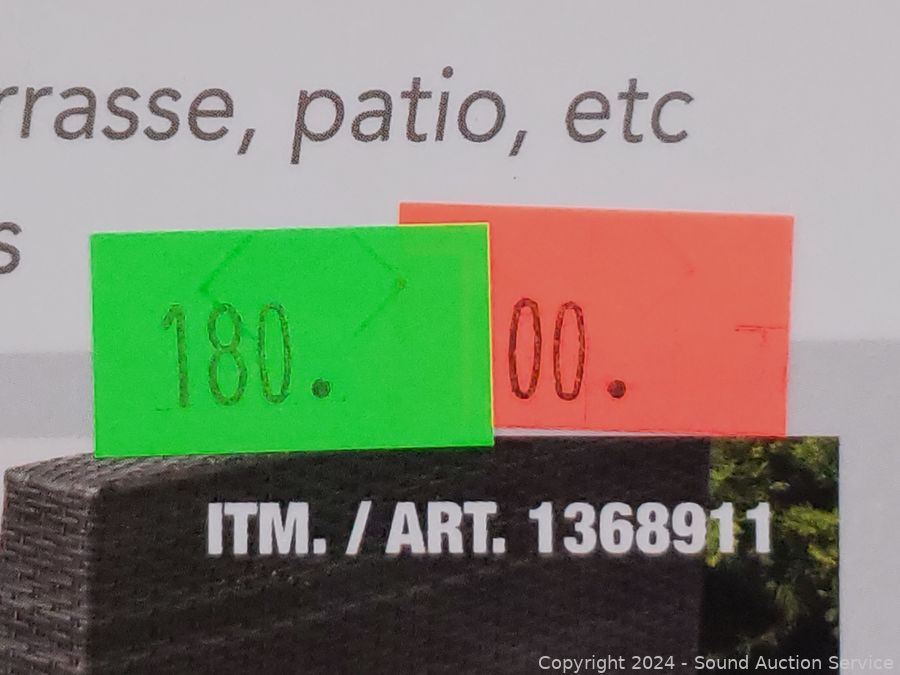 rrasse, patio, etc
s
180.
00.
ITM. / ART. 1368911
Copyright 2024 - Sound Auction Service